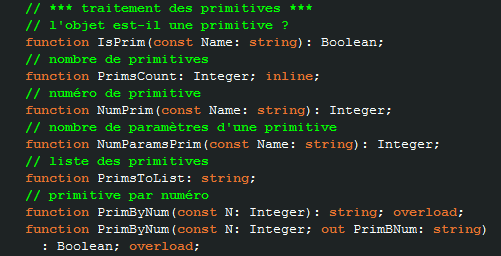 // *** traitement des primitives ***
// l'objet est-il une primitive ?
function IsPrim(const Name: string): Boolean;
// nombre de primitives
function PrimsCount: Integer; inline;
// numéro de primitive
function NumPrim(const Name: string): Integer;
// nombre de paramètres d'une primitive
function NumParamsPrim(const Name: string): Integer;
// liste des primitives
function PrimsToList: string;
// primitive par numéro
function PrimByNum(const N: Integer): string; overload;
function PrimByNum(const N: Integer; out PrimBNum: string)
: Boolean; overload;